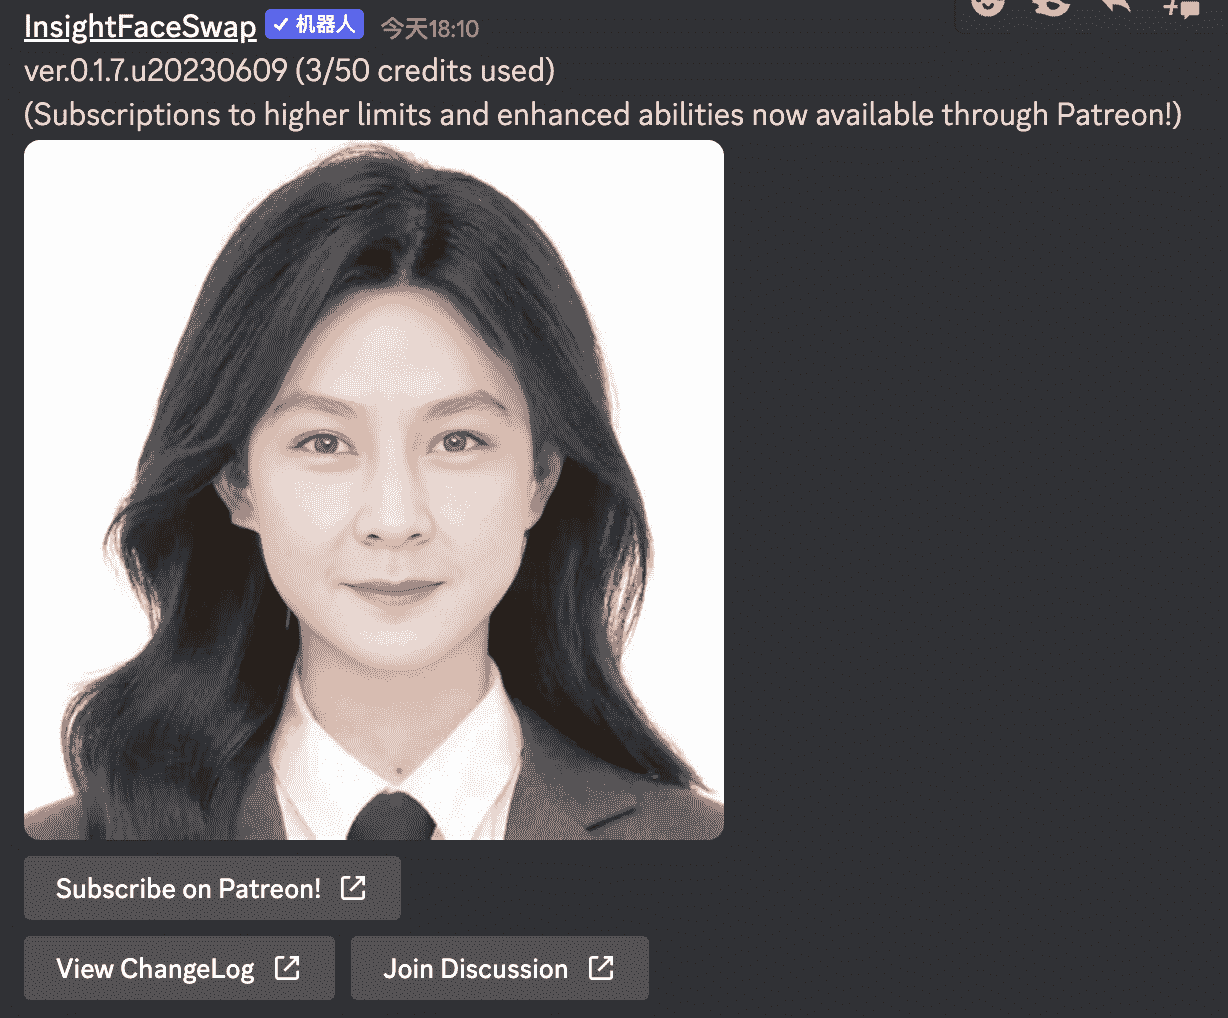 InsightFaceSwap ✓ 机器人 今天18:10
ver.0.1.7.u20230609 (3/50 credits used)
(Subscriptions to higher limits and enhanced abilities now available through Patreon!)
Subscribe on Patreon!
View ChangeLog Join Discussion